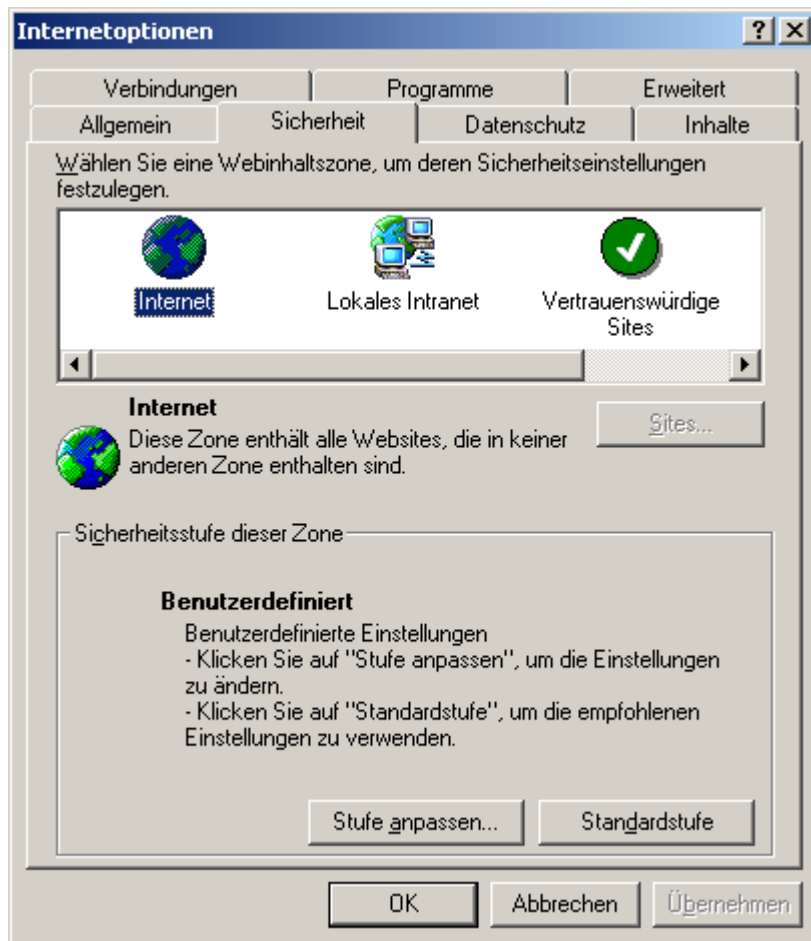 Internetoptionen
Verbindungen Programme Erweitert
Allgemein Sicherheit Datenschutz Inhalte
Wählen Sie eine Webinhaltszone, um deren Sicherheitseinstellungen
festzulegen.
Internet Lokales Intranet Vertrauenswürdige
Sites
Internet
Sites...
Diese Zone enthält alle Websites, die in keiner
anderen Zone enthalten sind.
Sicherheitsstufe dieser Zone
Benutzerdefiniert
Benutzerdefinierte Einstellungen
- Klicken Sie auf "Stufe anpassen", um die Einstellungen
zu ändern.
- Klicken Sie auf "Standardstufe", um die empfohlenen
Einstellungen zu verwenden.
Stufe anpassen... Standardstufe
OK Abbrechen Übernehmen